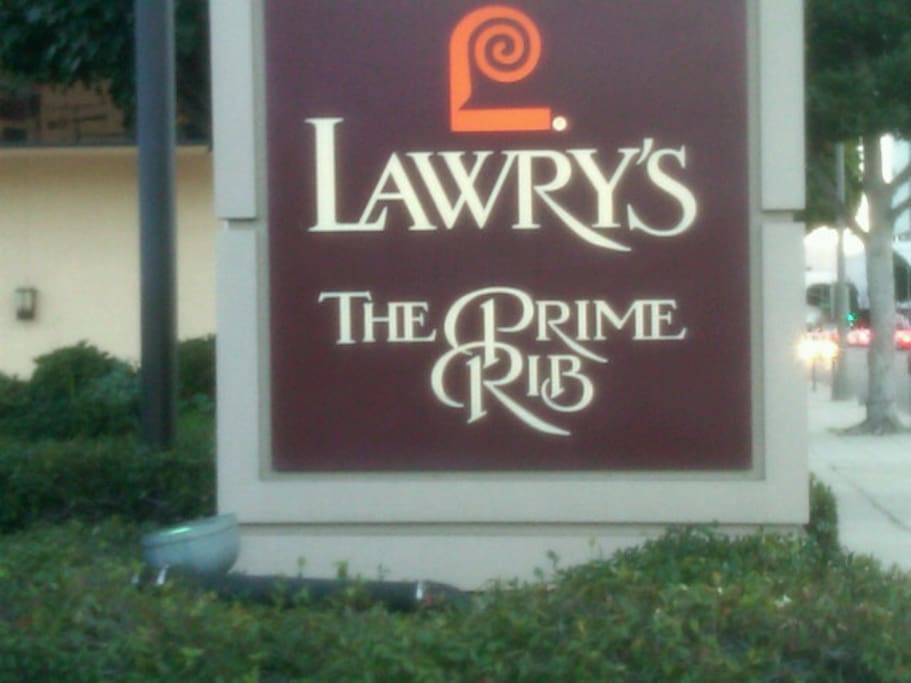 L.
LAWRY'S
THE PRIME
RIB